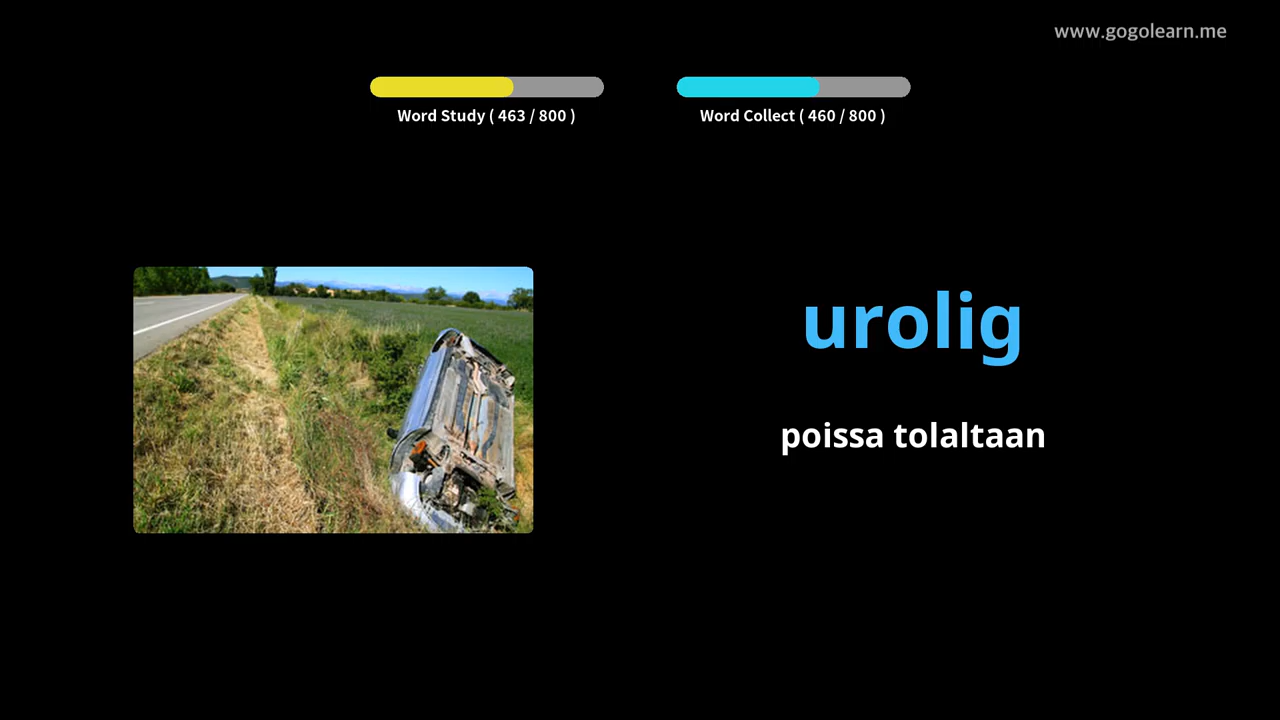 www.gogolearn.me
Word Study ( 463 / 800 )
Word Collect ( 460 / 800 )
urolig
poissa tolaltaan